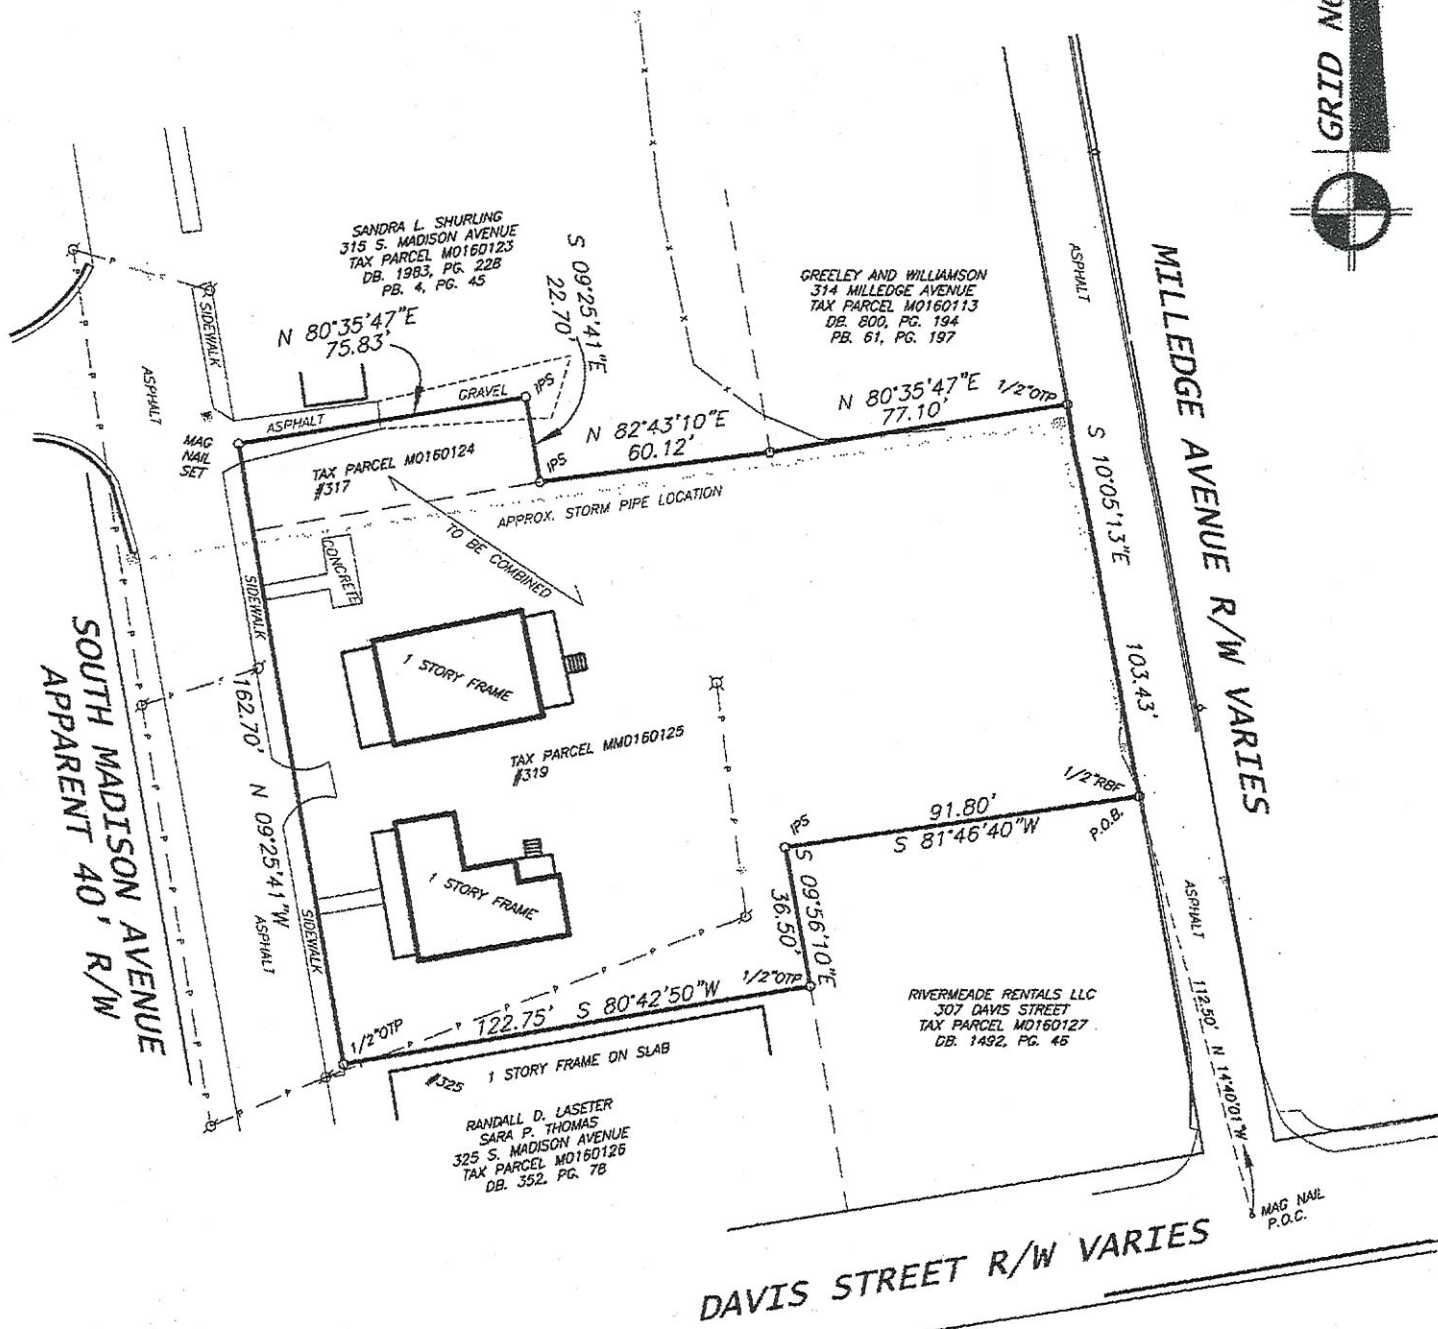 GRID NO
SANDRA L. SHURLING
315 S. MADISON AVENUE
TAX PARCEL M0160123
DB. 1983, PG. 228
PB. 4, PG. 45
S 09°25'41"E
22.70'
GREELEY AND WILLIAMSON
314 MILLEDGE AVENUE
TAX PARCEL M0160113
DB. 800, PG. 194
PB. 61, PG. 197
ASPHALT
MILLEDGE AVENUE R/W VARIES
SIDEWALK
N 80°35'47"E
75.83'
ASPHALT
GRAVEL
IPS
ASPHALT
N 80°35'47"E
77.10'
1/2"OTP
MAG
NAIL
SET
TAX PARCEL M0160124
#317
IPS
N 82°43'10"E
60.12'
S 10°05'13"E
103.43'
APPROX. STORM PIPE LOCATION
TO BE COMBINED
CONCRETE
SIDEWALK
SOUTH MADISON AVENUE
APPARENT 40' R/W
1 STORY FRAME
162.70' N 09°25'41"W
TAX PARCEL MM0160125
#319
1/2"RBF
P.O.B.
IPS
91.80'
S 81°46'40"W
S 09°56'10"E
36.50'
1 STORY FRAME
SIDEWALK
ASPHALT
ASPHALT
1/2"OTP
122.75' S 80°42'50"W
1/2"OTP
RIVERMEADE RENTALS LLC
307 DAVIS STREET
TAX PARCEL M0160127
DB. 1492, PG. 46
112.50' N 14°40'01"W
#325 1 STORY FRAME ON SLAB
RANDALL D. LASETER
SARA P. THOMAS
325 S. MADISON AVENUE
TAX PARCEL M0160126
DB. 352, PG. 78
MAG NAIL
P.O.C.
DAVIS STREET R/W VARIES